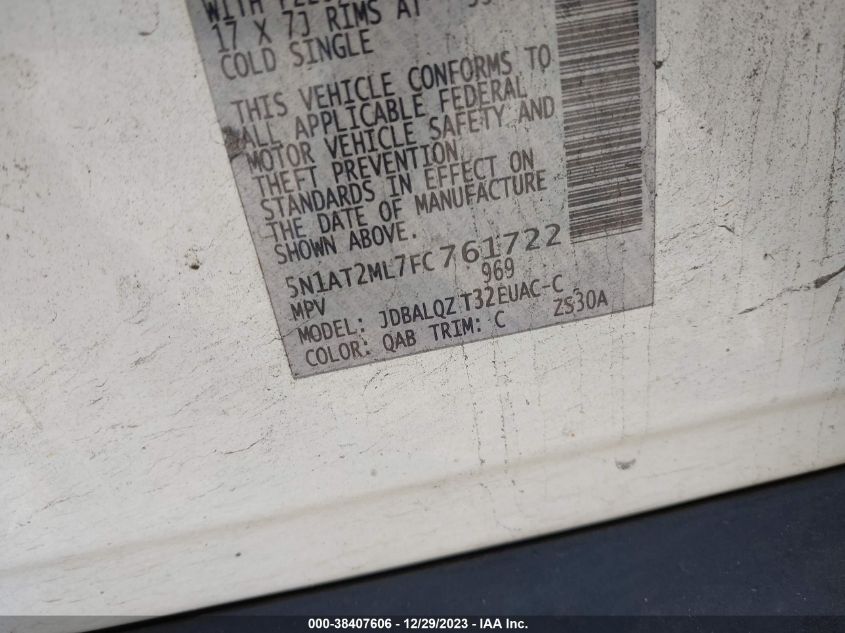 17 X 7J RIMS AT
COLD SINGLE
THIS VEHICLE CONFORMS TO
ALL APPLICABLE FEDERAL
MOTOR VEHICLE SAFETY AND
THEFT PREVENTION
STANDARDS IN EFFECT ON
THE DATE OF MANUFACTURE
SHOWN ABOVE.
5N1AT2ML7FC761722
MPV 969
MODEL: JDBALQZ T32EUAC-C
COLOR: QAB TRIM: C ZS30A
000-38407606 - 12/29/2023 - IAA Inc.